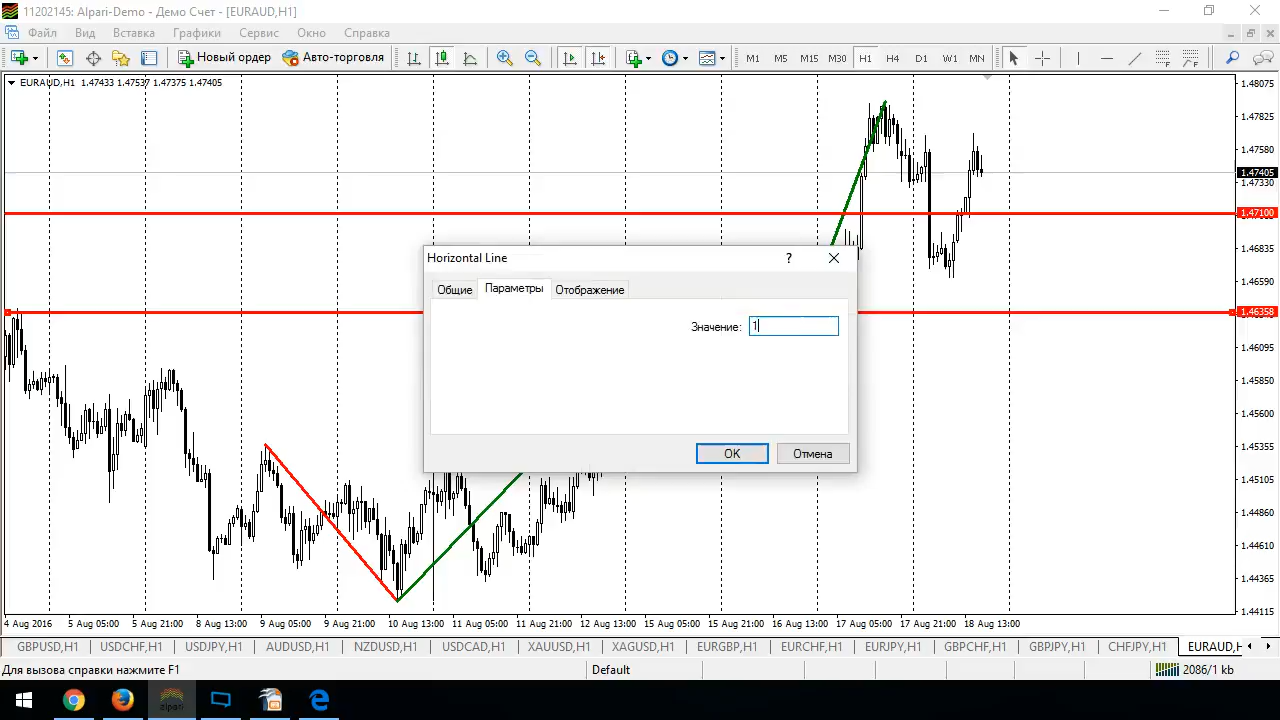 11202145: Alpari-Demo - Демо Счет - [EURAUD,H1]
Файл Вид Вставка Графики Сервис Окно Справка
Новый ордер Авто-торговля M1 M5 M15 M30 H1 H4 D1 W1 MN
EURAUD,H1 1.47433 1.47537 1.47375 1.47405
1.48075
1.47825
1.47580
1.47405
1.47330
1.47100
1.46835
1.46590
1.46358
1.46095
1.45850
1.45600
1.45355
1.45105
1.44860
1.44610
1.44365
1.44115
Horizontal Line ?
Общие Параметры Отображение
Значение: 1
OK Отмена
4 Aug 2016 5 Aug 05:00 5 Aug 21:00 8 Aug 13:00 9 Aug 05:00 9 Aug 21:00 10 Aug 13:00 11 Aug 05:00 11 Aug 21:00 12 Aug 13:00 15 Aug 05:00 15 Aug 21:00 16 Aug 13:00 17 Aug 05:00 17 Aug 21:00 18 Aug 13:00
GBPUSD,H1 USDCHF,H1 USDJPY,H1 AUDUSD,H1 NZDUSD,H1 USDCAD,H1 XAUUSD,H1 XAGUSD,H1 EURGBP,H1 EURCHF,H1 EURJPY,H1 GBPCHF,H1 GBPJPY,H1 CHFJPY,H1 EURAUD,H
Для вызова справки нажмите F1 Default 2086/1 kb
alpari